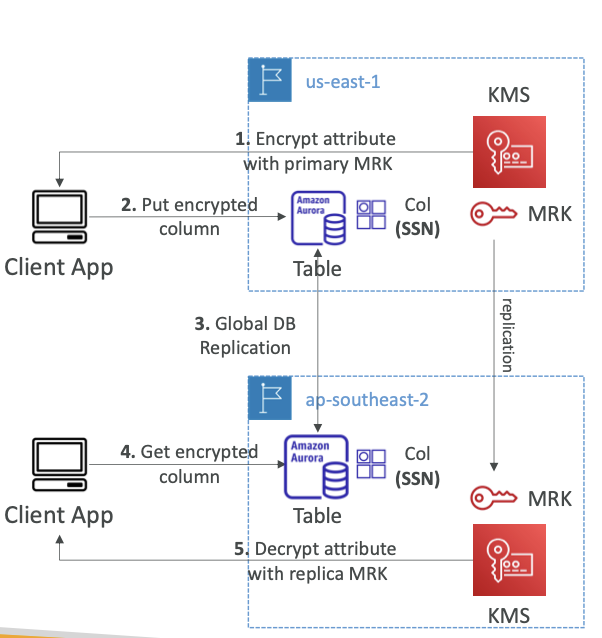 us-east-1
KMS
1. Encrypt attribute
with primary MRK
2. Put encrypted
column
Client App
Amazon
Aurora
Table
Col
(SSN)
MRK
3. Global DB
Replication
replication
ap-southeast-2
4. Get encrypted
column
Client App
Amazon
Aurora
Table
Col
(SSN)
MRK
5. Decrypt attribute
with replica MRK
KMS